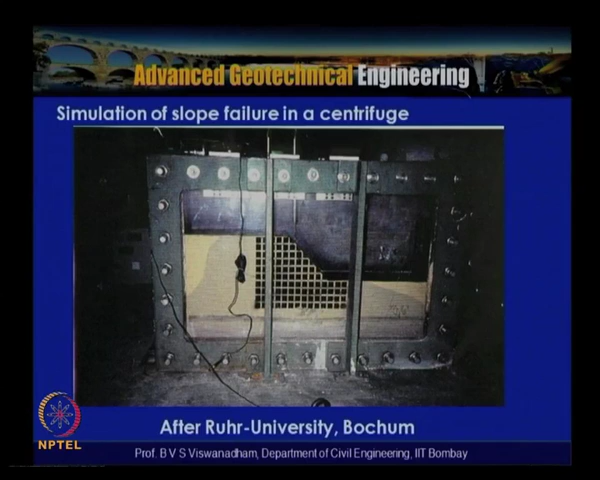 Advanced Geotechnical Engineering
Simulation of slope failure in a centrifuge
After Ruhr-University, Bochum
NPTEL
Prof. B V S Viswanadham, Department of Civil Engineering, IIT Bombay